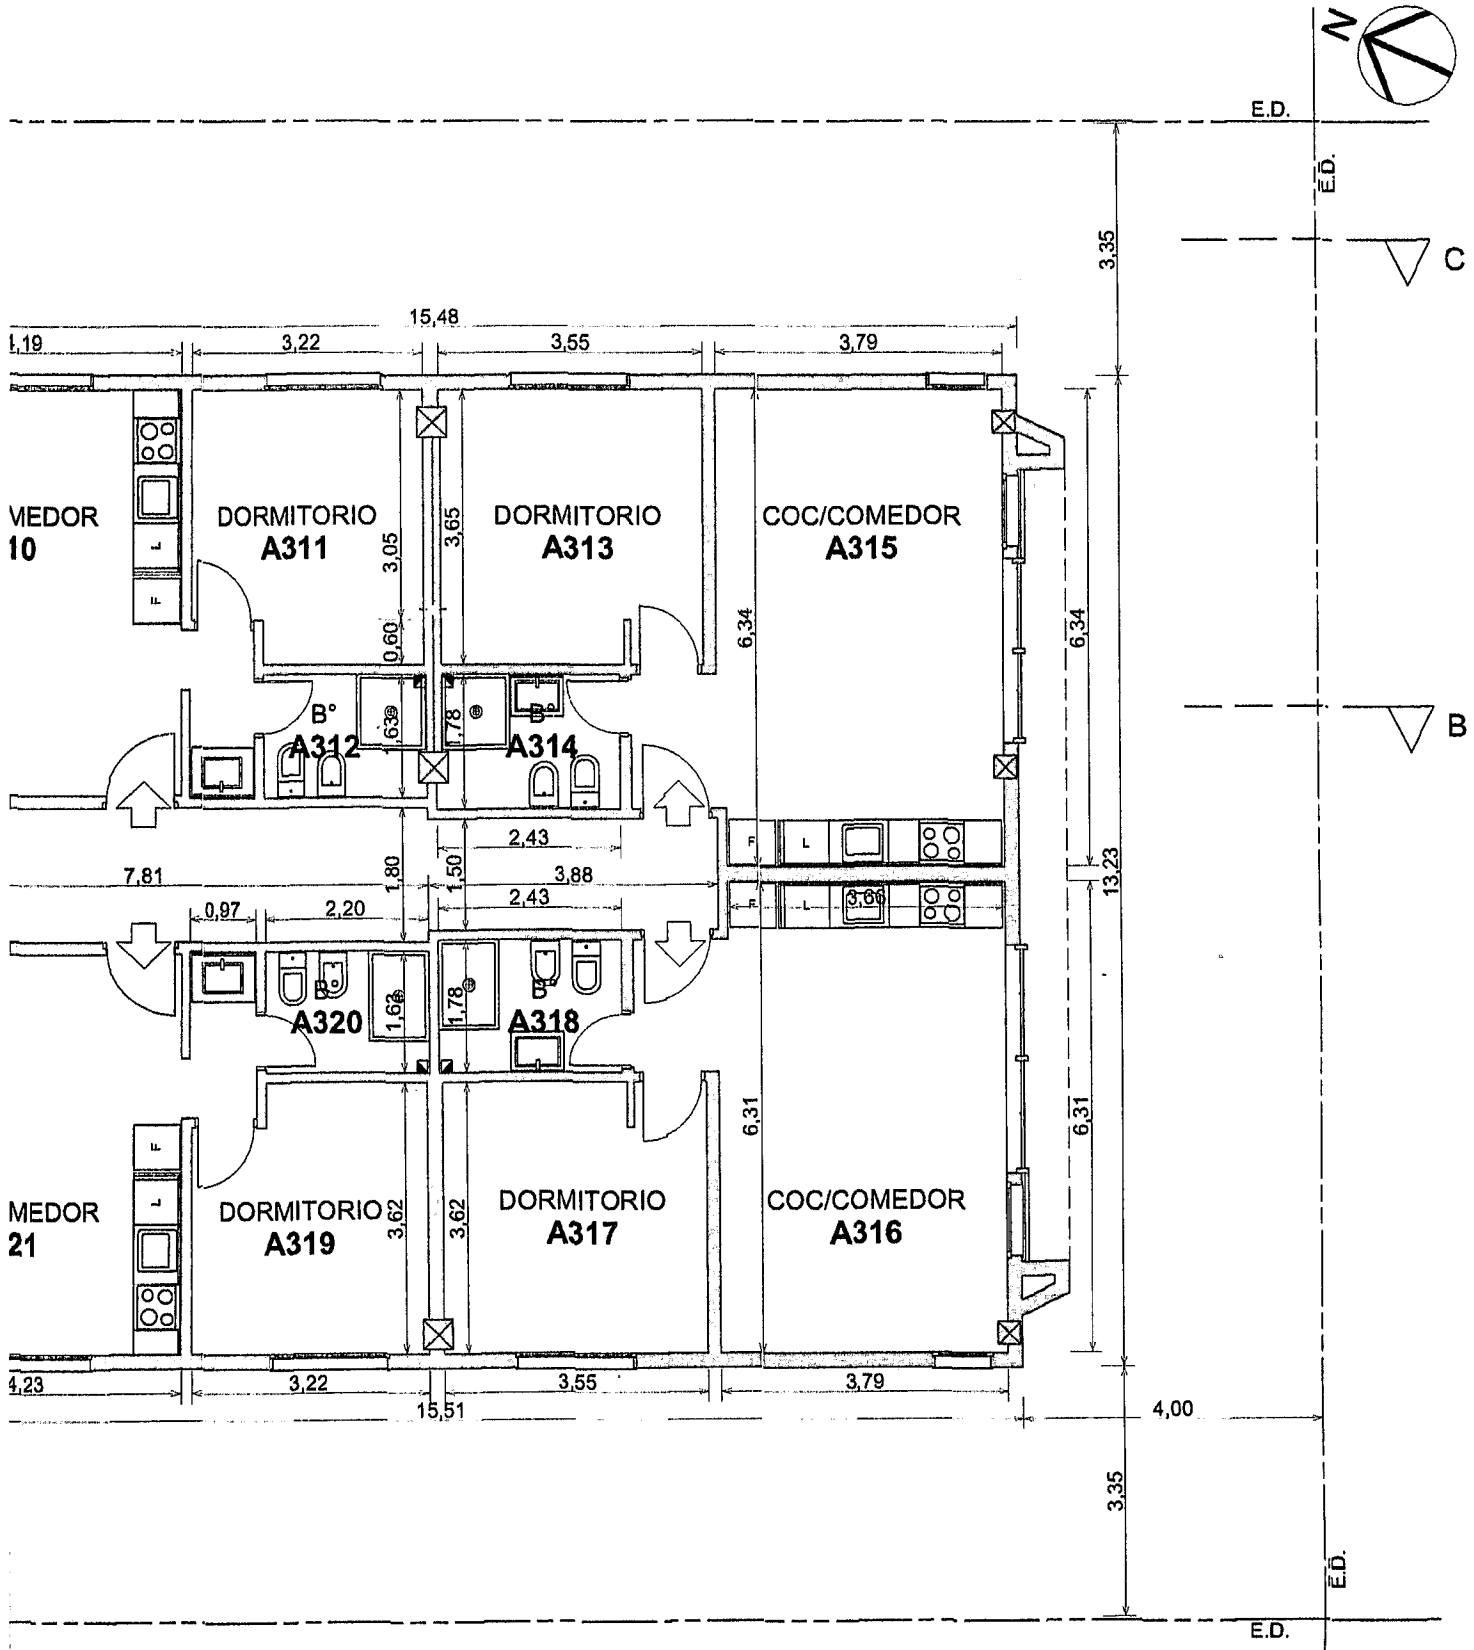 N
E.D.
E.D.
3,35
C
15,48
3,22
3,55
3,79
MEDOR
10
DORMITORIO
A311
3,05
3,65
DORMITORIO
A313
COC/COMEDOR
A315
L
F
0,60
6,34
6,34
B
B°
A312
1,63
1,78
B
A314
2,43
F
L
7,81
1,80
1,50
3,88
13,23
0,97
2,20
2,43
F
L
3,66
B
A320
1,62
1,78
B
A318
6,31
6,31
F
L
MEDOR
21
DORMITORIO
A319
3,62
3,62
DORMITORIO
A317
COC/COMEDOR
A316
4,23
3,22
3,55
3,79
15,51
4,00
3,35
E.D.
E.D.